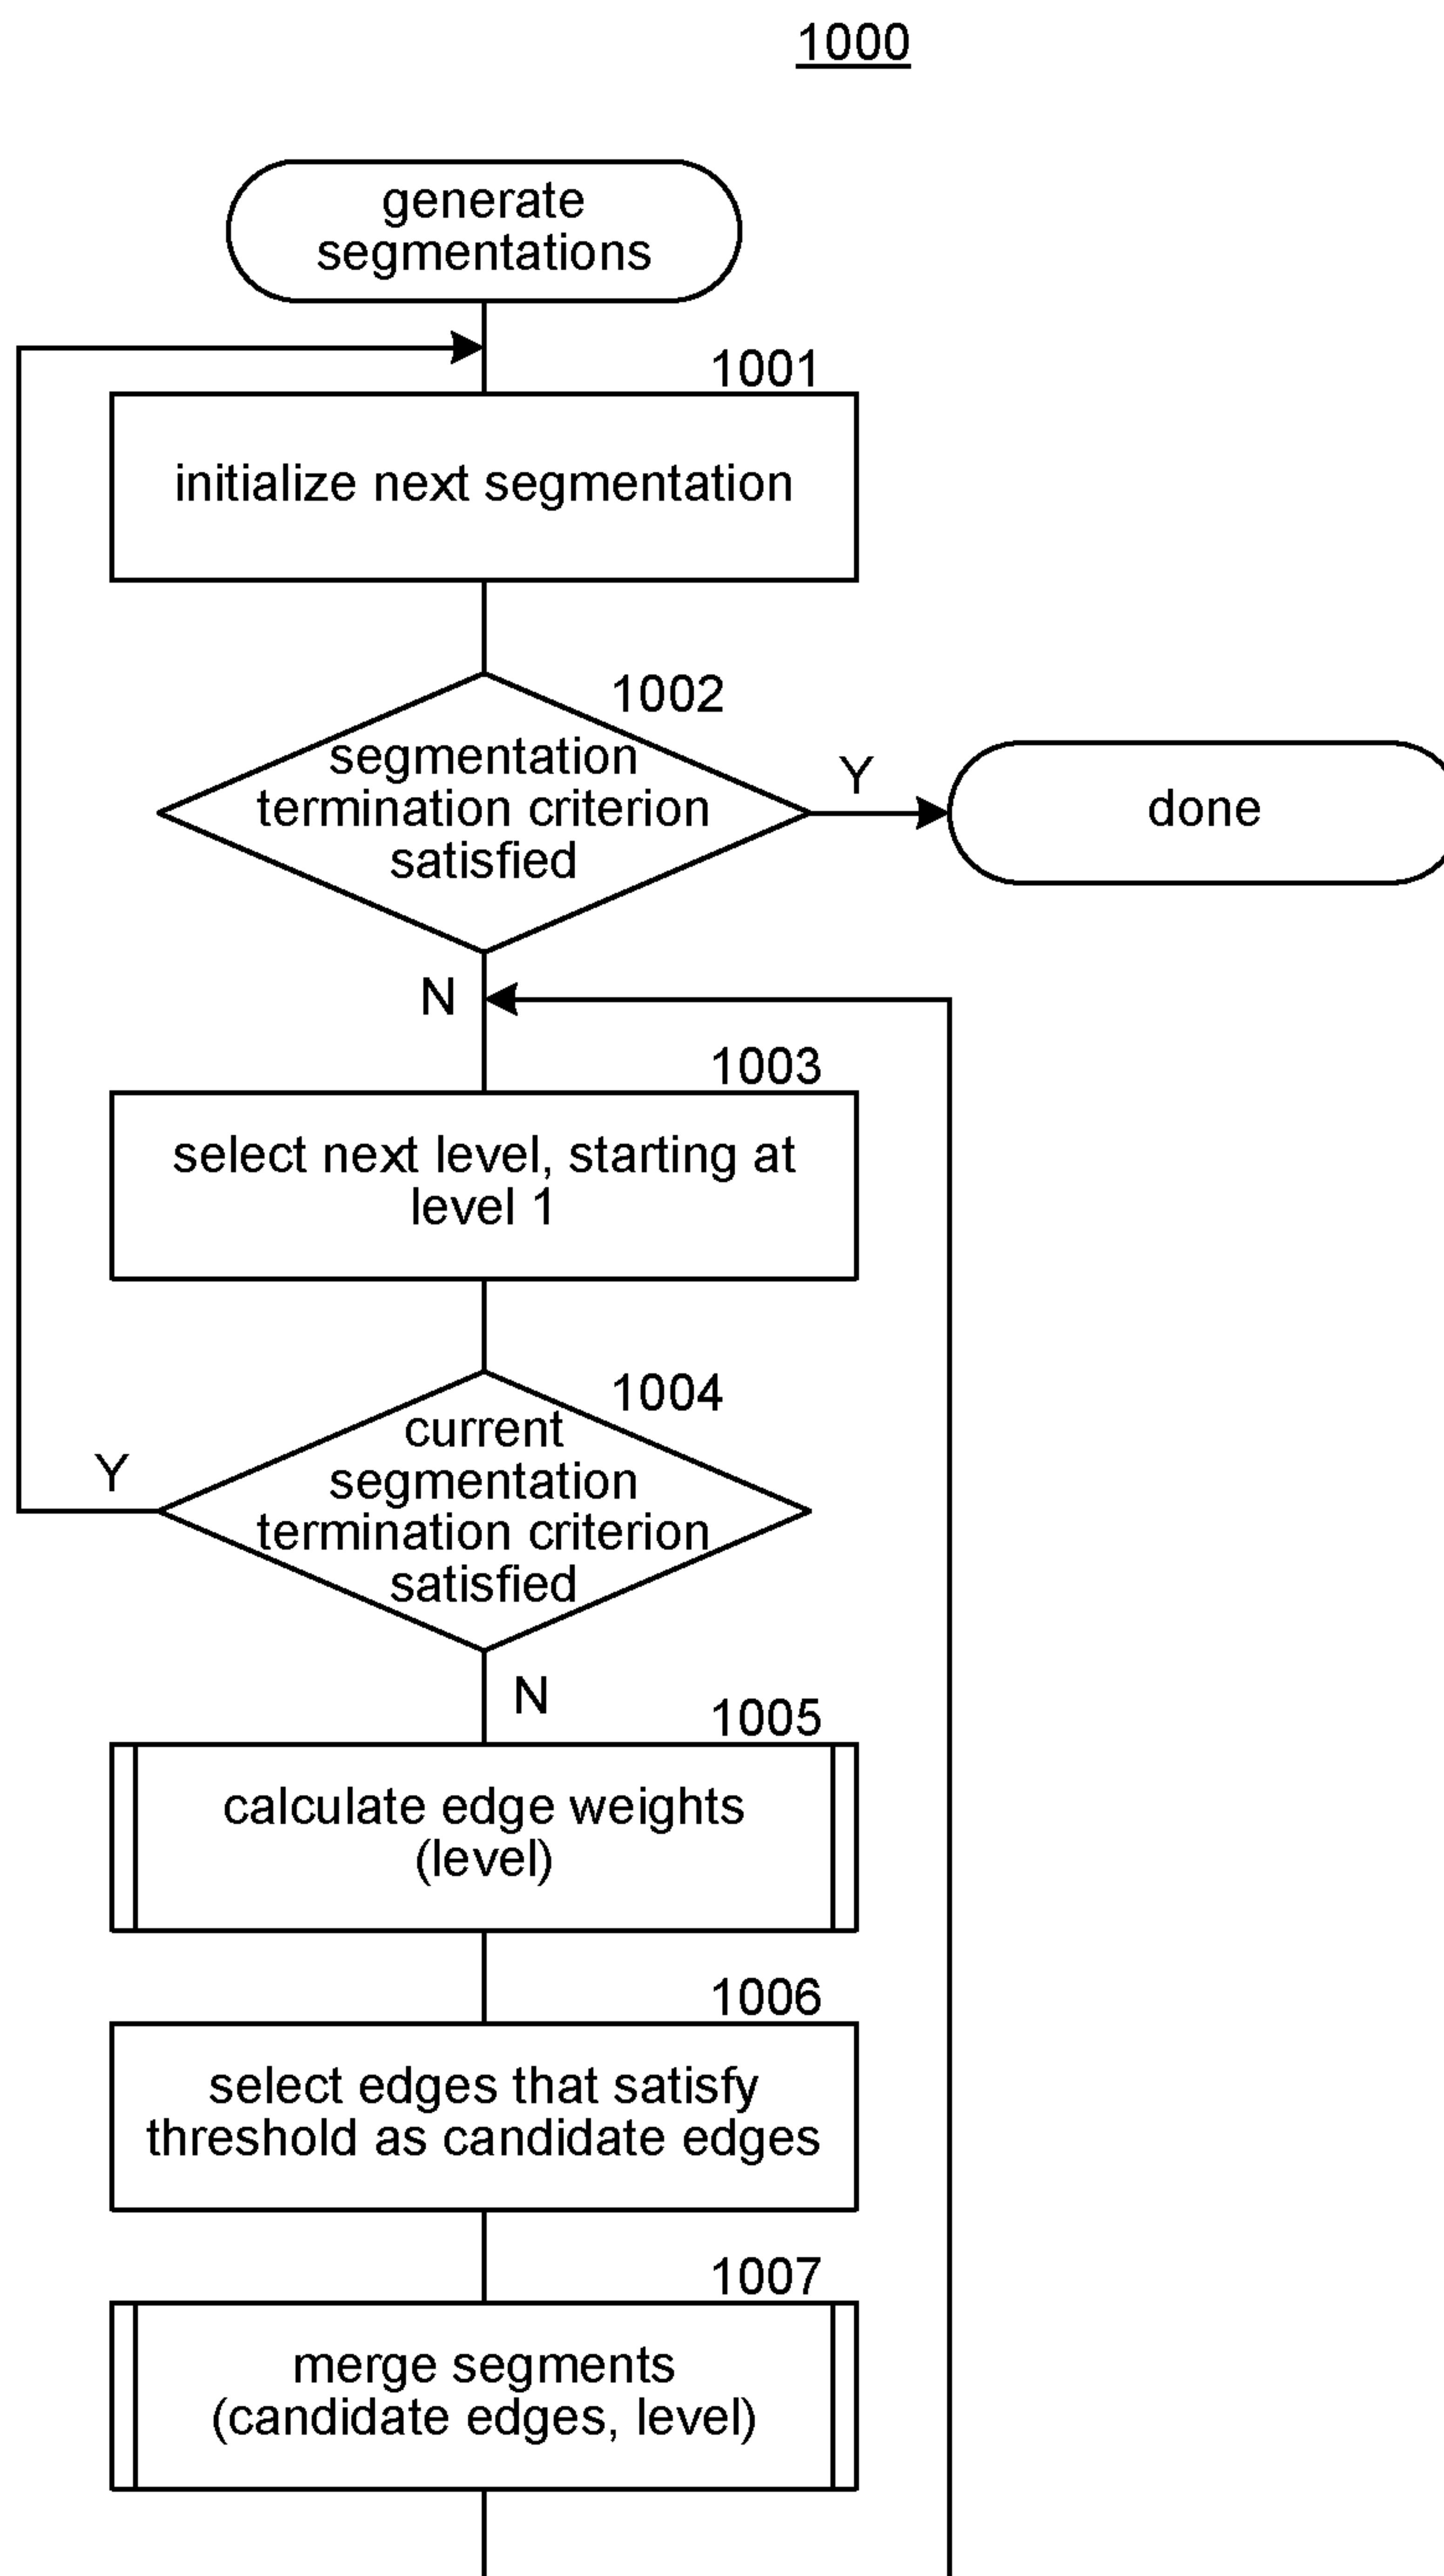 1000
generate
segmentations
1001
initialize next segmentation
1002
segmentation
termination criterion
satisfied
Y
done
N
1003
select next level, starting at
level 1
1004
current
segmentation
termination criterion
satisfied
Y
N
1005
calculate edge weights
(level)
1006
select edges that satisfy
threshold as candidate edges
1007
merge segments
(candidate edges, level)